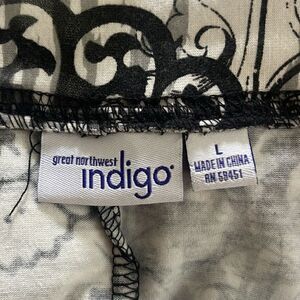 great northwest
indigo
L
MADE IN CHINA
RN 59451